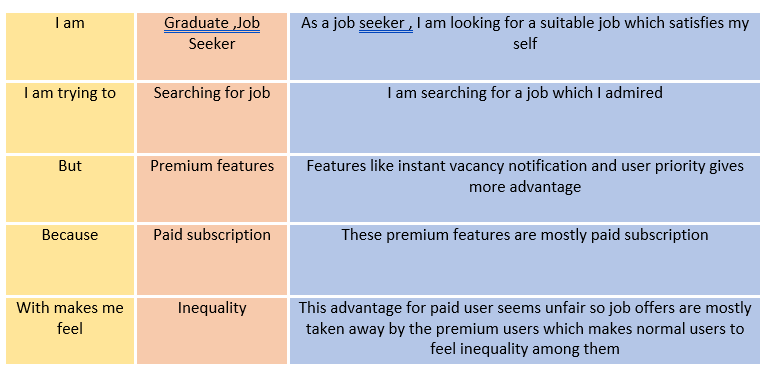 I am
Graduate ,Job
Seeker
As a job seeker , I am looking for a suitable job which satisfies my
self
I am trying to
Searching for job
I am searching for a job which I admired
But
Premium features
Features like instant vacancy notification and user priority gives
more advantage
Because
Paid subscription
These premium features are mostly paid subscription
With makes me
feel
Inequality
This advantage for paid user seems unfair so job offers are mostly
taken away by the premium users which makes normal users to
feel inequality among them